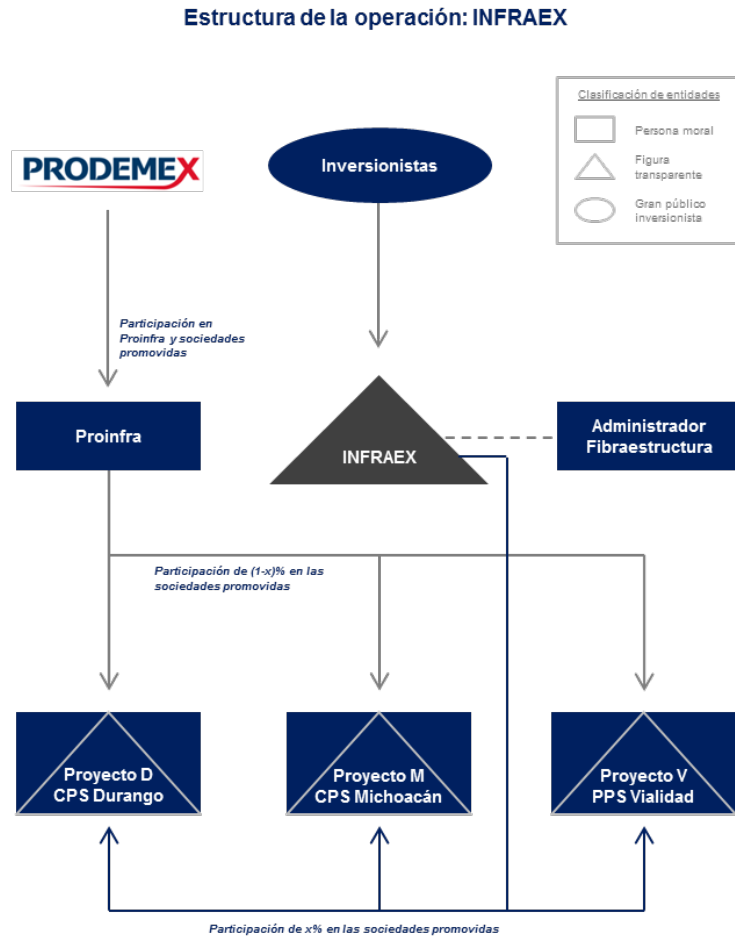 Estructura de la operación: INFRAEX
Clasificación de entidades
Persona moral
Figura
transparente
Gran público
inversionista
PRODEMEX
Inversionistas
Participación en
Proinfra y sociedades
promovidas
Proinfra
INFRAEX
Administrador
Fibraestructura
Participación de (1-x)% en las
sociedades promovidas
Proyecto D
CPS Durango
Proyecto M
CPS Michoacán
Proyecto V
PPS Vialidad
Participación de x% en las sociedades promovidas